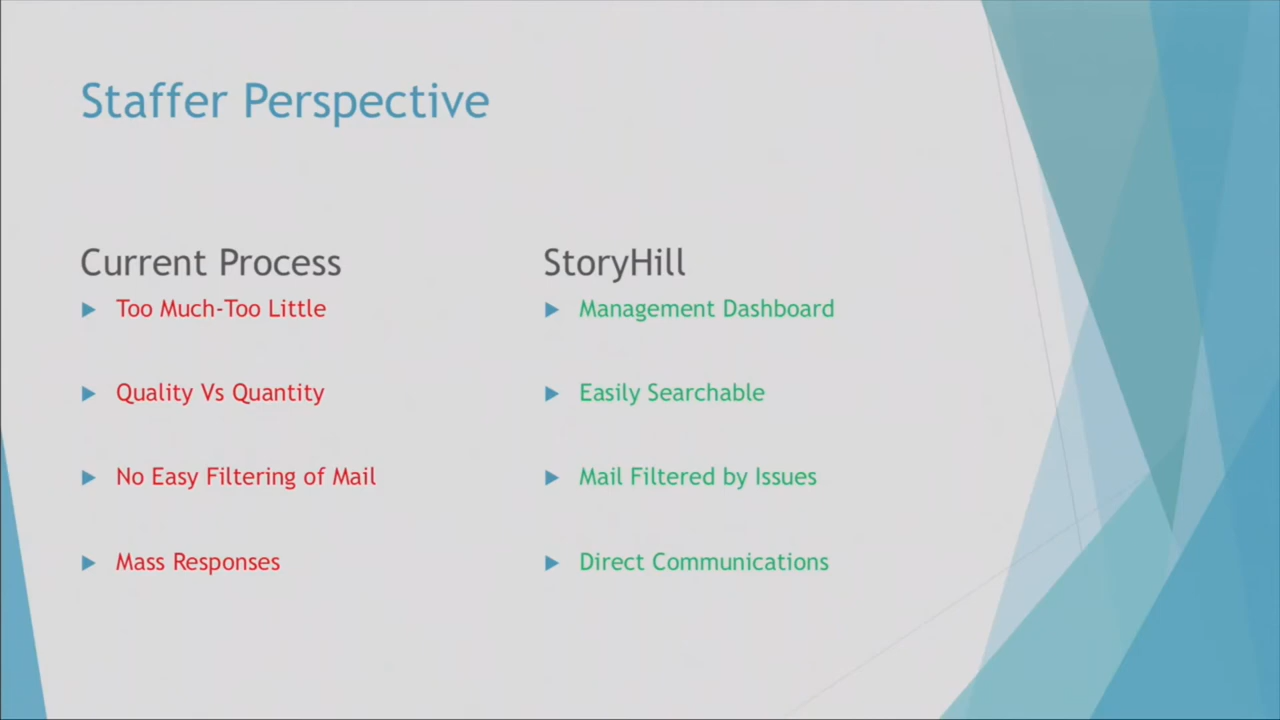 Staffer Perspective
Current Process
Too Much-Too Little
Quality Vs Quantity
No Easy Filtering of Mail
Mass Responses
StoryHill
Management Dashboard
Easily Searchable
Mail Filtered by Issues
Direct Communications